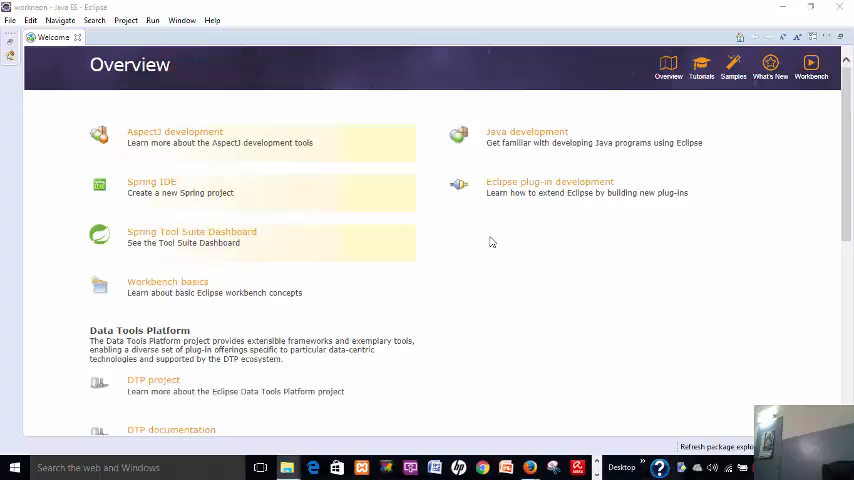 workneon - Java EE - Eclipse
File Edit Navigate Search Project Run Window Help
Welcome
Overview
Overview Tutorials Samples What's New Workbench
AspectJ development
Learn more about the AspectJ development tools
Java development
Get familiar with developing Java programs using Eclipse
Spring IDE
Create a new Spring project
Eclipse plug-in development
Learn how to extend Eclipse by building new plug-ins
Spring Tool Suite Dashboard
See the Tool Suite Dashboard
Workbench basics
Learn about basic Eclipse workbench concepts
Data Tools Platform
The Data Tools Platform project provides extensible frameworks and exemplary tools,
enabling a diverse set of plug-in offerings specific to particular data-centric
technologies and supported by the DTP ecosystem.
DTP project
Learn more about the Eclipse Data Tools Platform project
DTP documentation
Refresh package explo
Search the web and Windows
Desktop